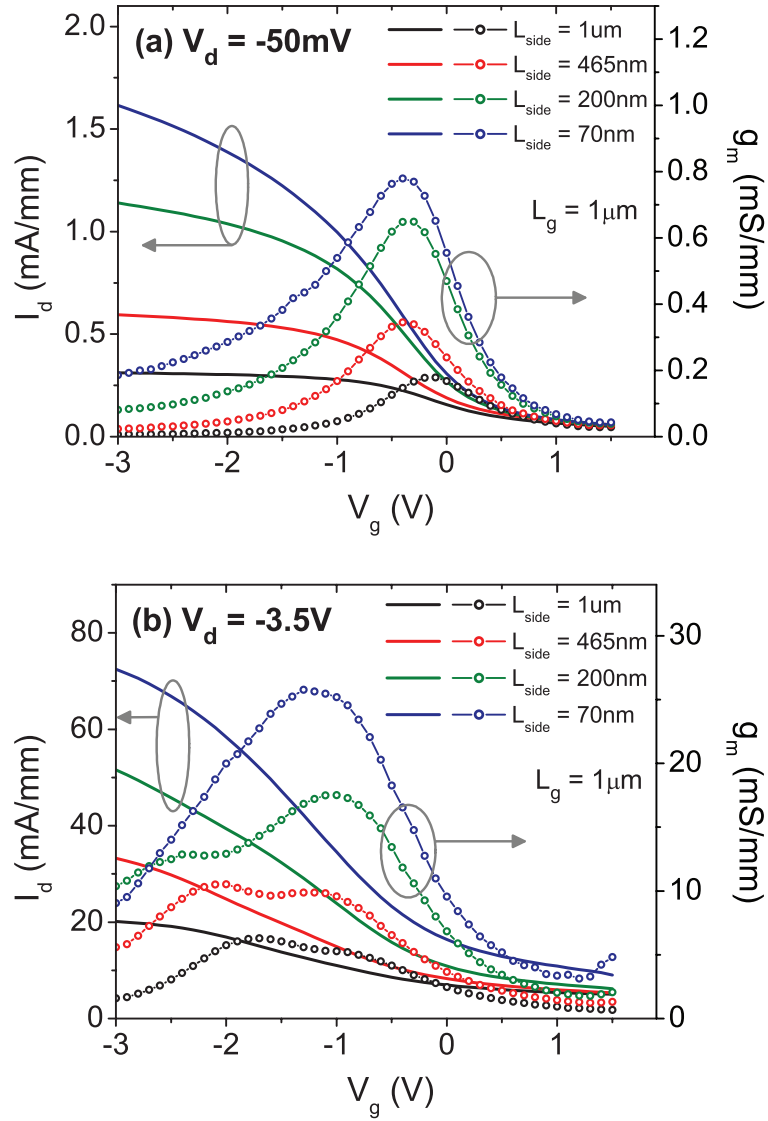 (a) V_d = -50mV
L_side = 1um
L_side = 465nm
L_side = 200nm
L_side = 70nm
L_g = 1μm
2.0
1.5
1.0
0.5
0.0
I_d (mA/mm)
1.2
1.0
0.8
0.6
0.4
0.2
0.0
g_m (mS/mm)
-3 -2 -1 0 1
V_g (V)
(b) V_d = -3.5V
L_side = 1um
L_side = 465nm
L_side = 200nm
L_side = 70nm
L_g = 1μm
80
60
40
20
0
I_d (mA/mm)
30
20
10
0
g_m (mS/mm)
-3 -2 -1 0 1
V_g (V)